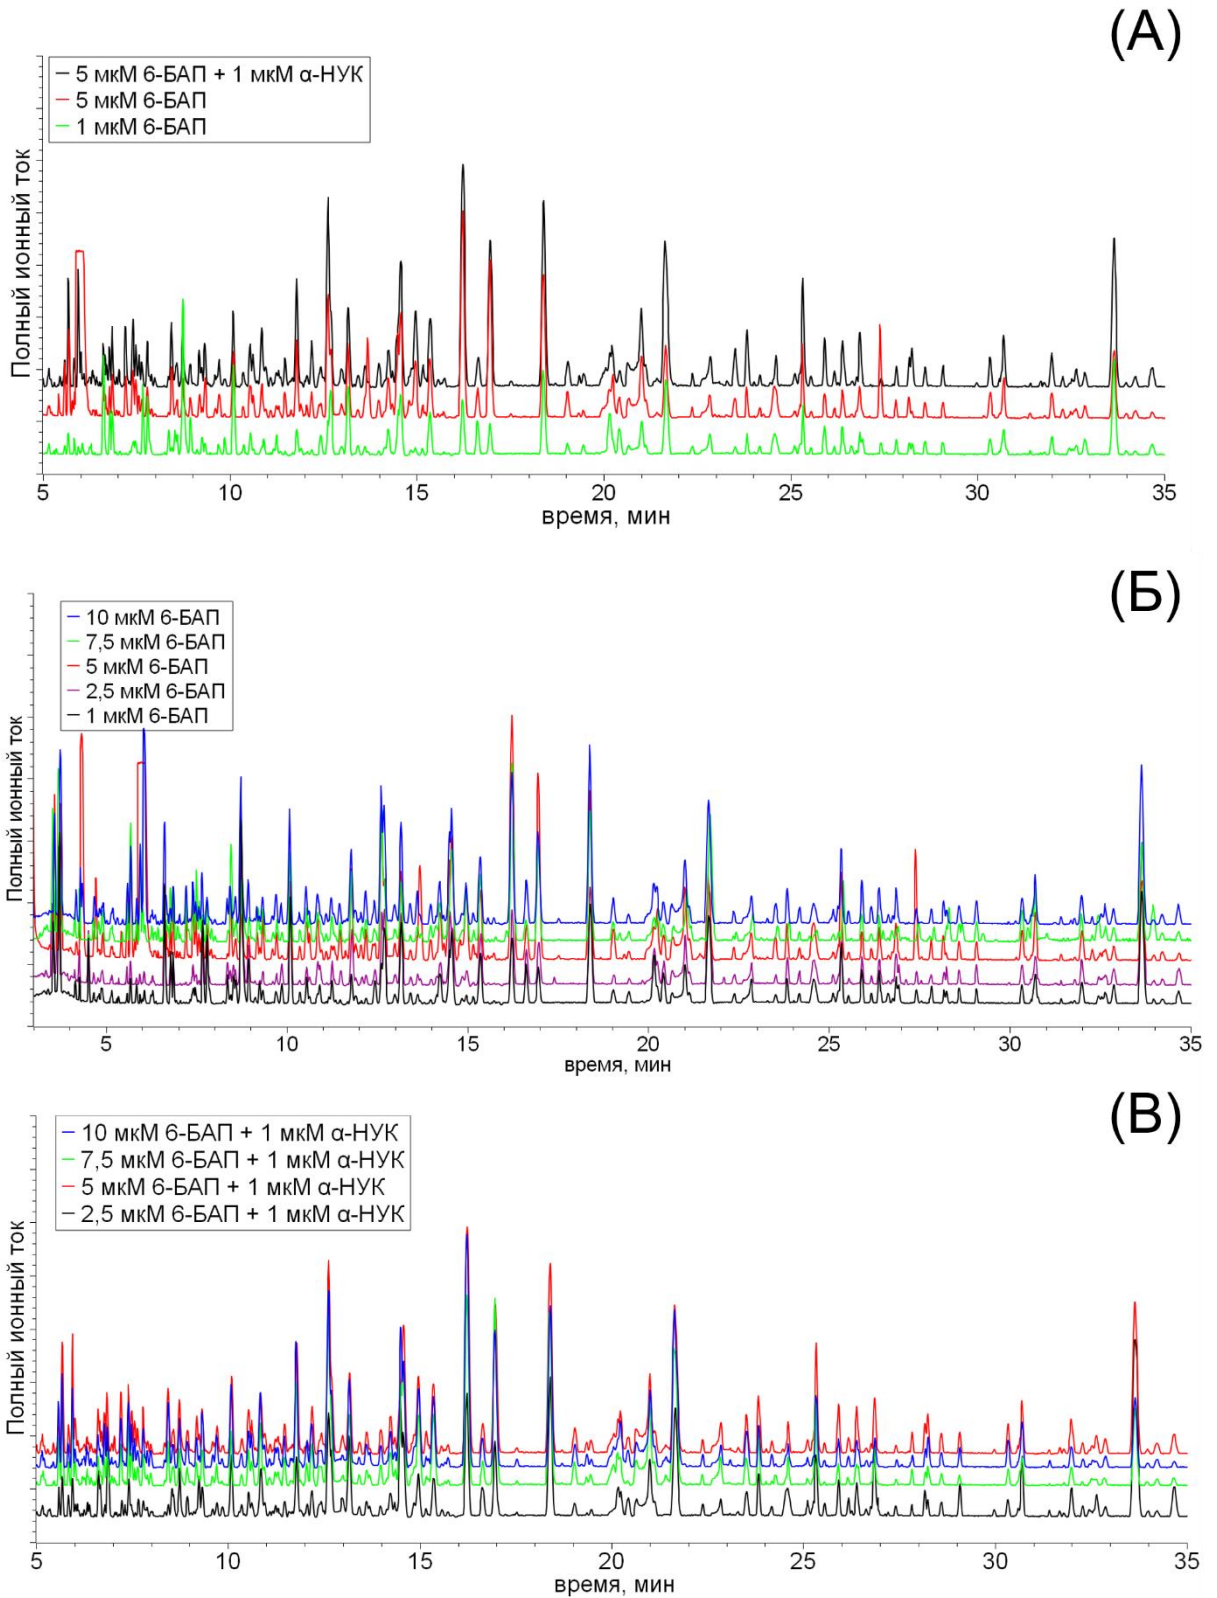 (А)
5 мкМ 6-БАП + 1 мкМ α-НУК
5 мкМ 6-БАП
1 мкМ 6-БАП
Полный ионный ток
5 10 15 20 25 30 35
время, мин
(Б)
10 мкМ 6-БАП
7,5 мкМ 6-БАП
5 мкМ 6-БАП
2,5 мкМ 6-БАП
1 мкМ 6-БАП
Полный ионный ток
5 10 15 20 25 30 35
время, мин
(В)
10 мкМ 6-БАП + 1 мкМ α-НУК
7,5 мкМ 6-БАП + 1 мкМ α-НУК
5 мкМ 6-БАП + 1 мкМ α-НУК
2,5 мкМ 6-БАП + 1 мкМ α-НУК
Полный ионный ток
5 10 15 20 25 30 35
время, мин